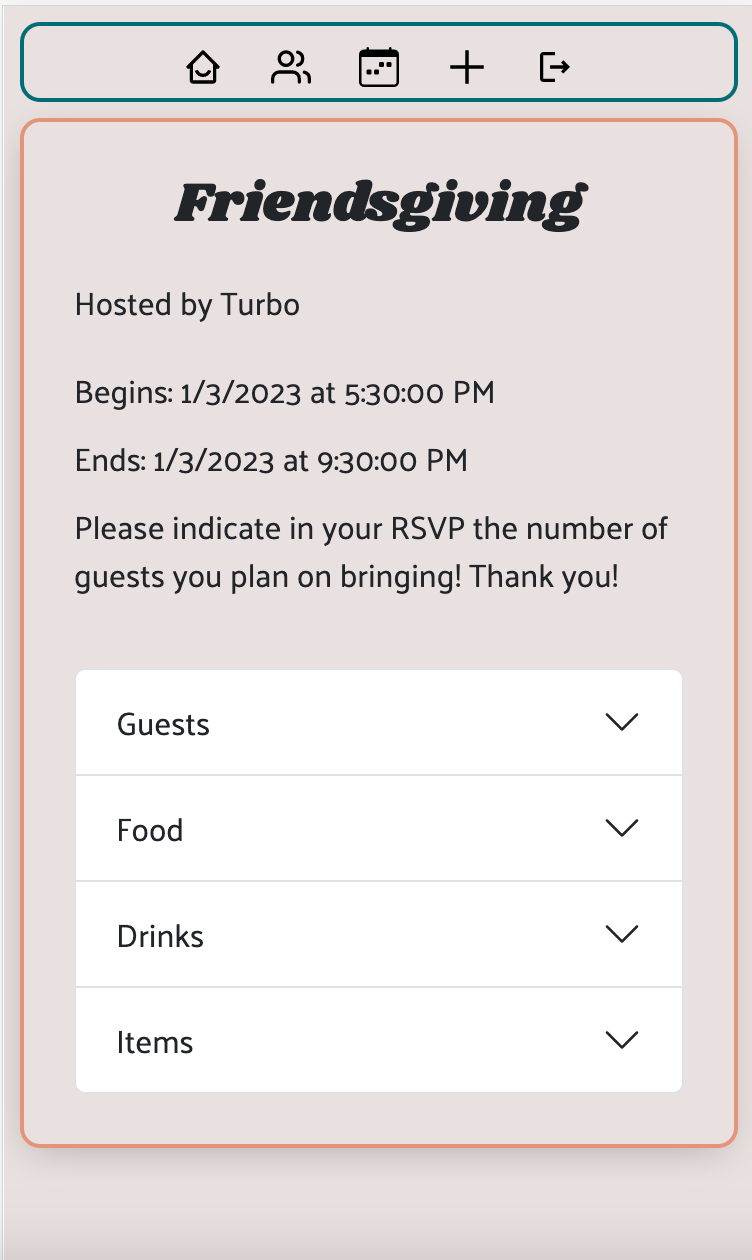 Friendsgiving
Hosted by Turbo
Begins: 1/3/2023 at 5:30:00 PM
Ends: 1/3/2023 at 9:30:00 PM
Please indicate in your RSVP the number of
guests you plan on bringing! Thank you!
Guests
Food
Drinks
Items